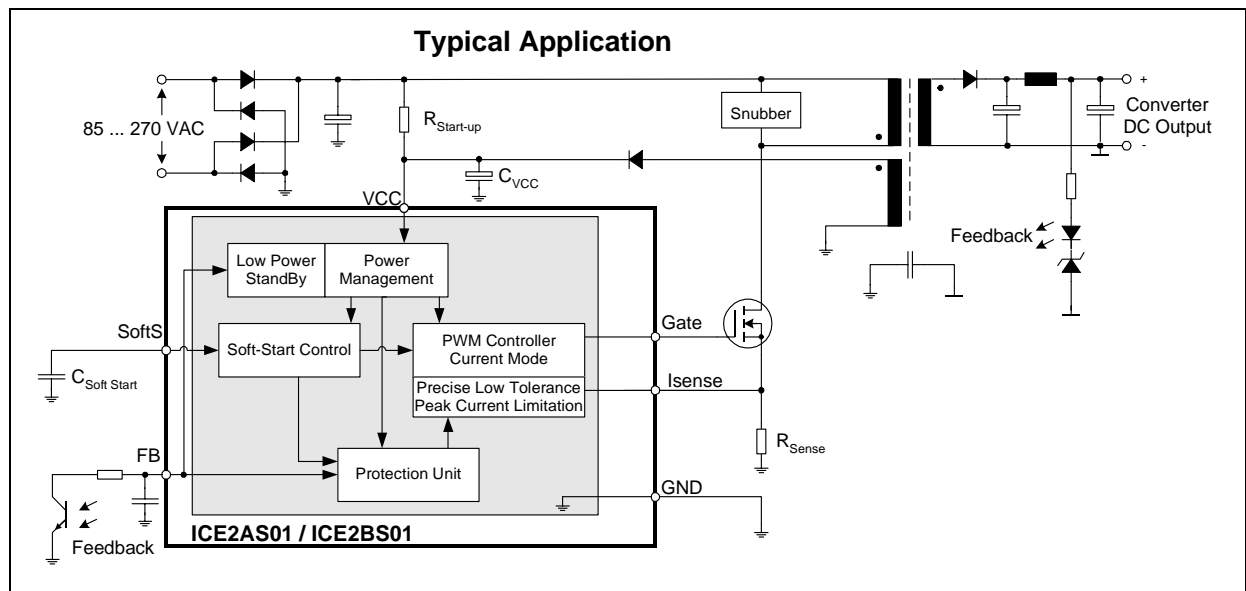 Typical Application
85 ... 270 VAC
RStart-up
Snubber
+
Converter
DC Output
-
CVCC
VCC
Feedback
Low Power
StandBy
Power
Management
SoftS
Soft-Start Control
PWM Controller
Current Mode
Gate
CSoft Start
Precise Low Tolerance
Peak Current Limitation
Isense
RSense
FB
Protection Unit
GND
ICE2AS01 / ICE2BS01
Feedback